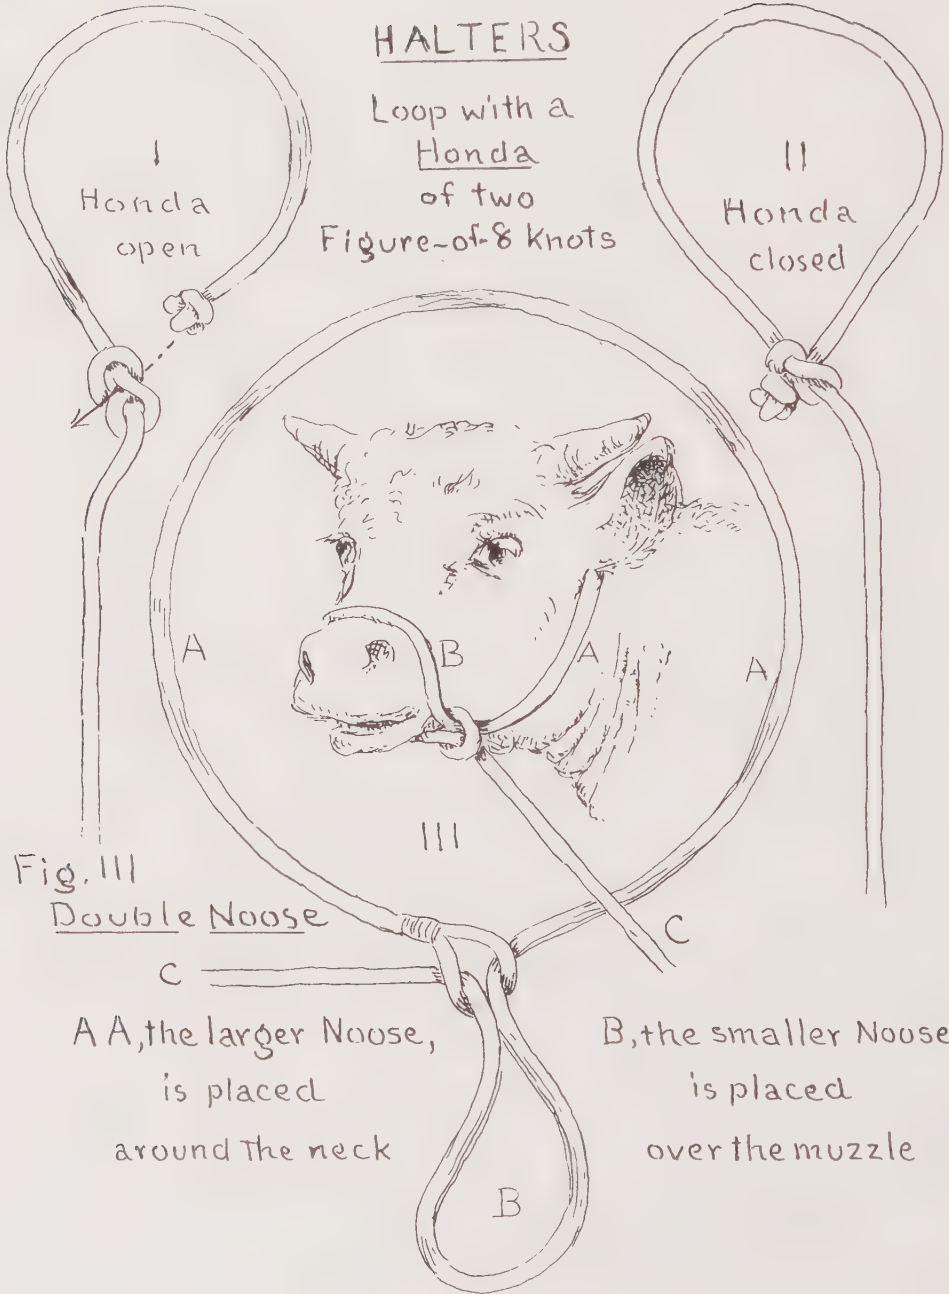 HALTERS
Loop with a
Honda
of two
Figure-of-8 Knots
I
Honda
open
II
Honda
closed
A
B
A
A
III
Fig. III
Double Noose
C
C
A A, the larger Noose,
is placed
around the neck
B, the smaller Noose
is placed
over the muzzle
B